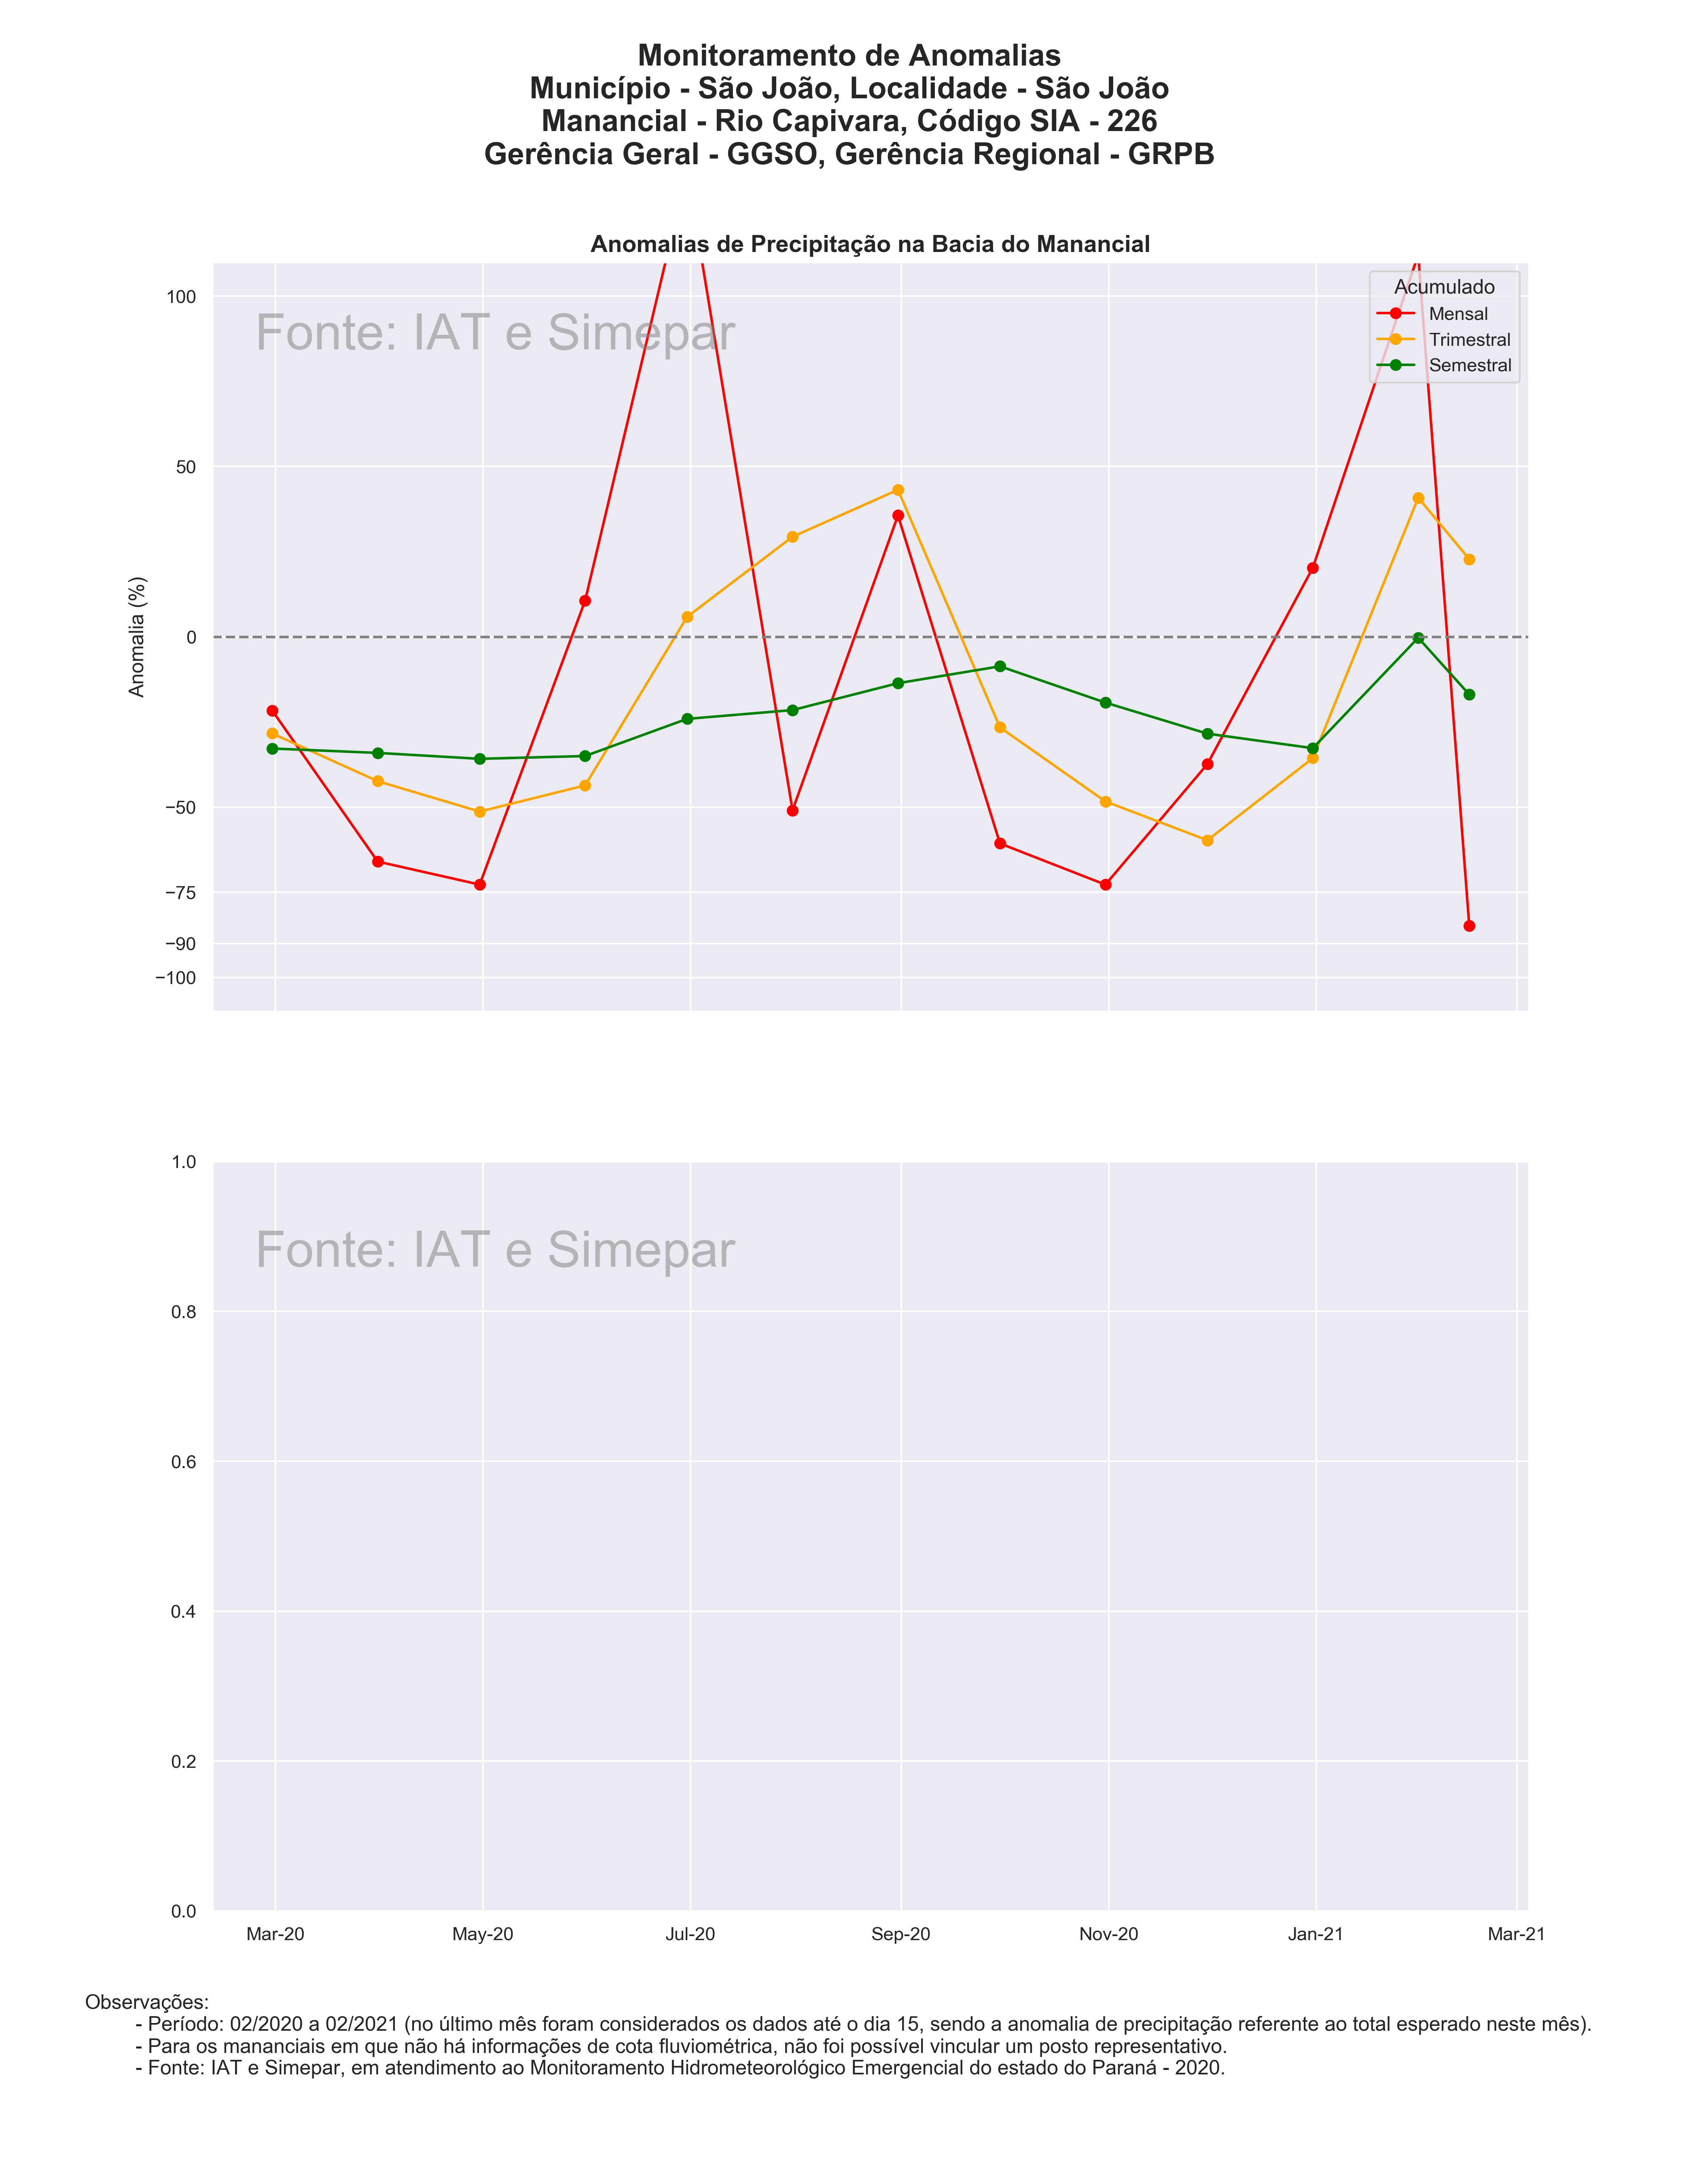 Monitoramento de Anomalias
Município - São João, Localidade - São João
Manancial - Rio Capivara, Código SIA - 226
Gerência Geral - GGSO, Gerência Regional - GRPB
Anomalias de Precipitação na Bacia do Manancial
Fonte: IAT e Simepar
Acumulado
Mensal
Trimestral
Semestral
Anomalia (%)
100
50
0
−50
−75
−90
−100
Fonte: IAT e Simepar
1.0
0.8
0.6
0.4
0.2
0.0
Mar-20 May-20 Jul-20 Sep-20 Nov-20 Jan-21 Mar-21
Observações:
- Período: 02/2020 a 02/2021 (no último mês foram considerados os dados até o dia 15, sendo a anomalia de precipitação referente ao total esperado neste mês).
- Para os mananciais em que não há informações de cota fluviométrica, não foi possível vincular um posto representativo.
- Fonte: IAT e Simepar, em atendimento ao Monitoramento Hidrometeorológico Emergencial do estado do Paraná - 2020.